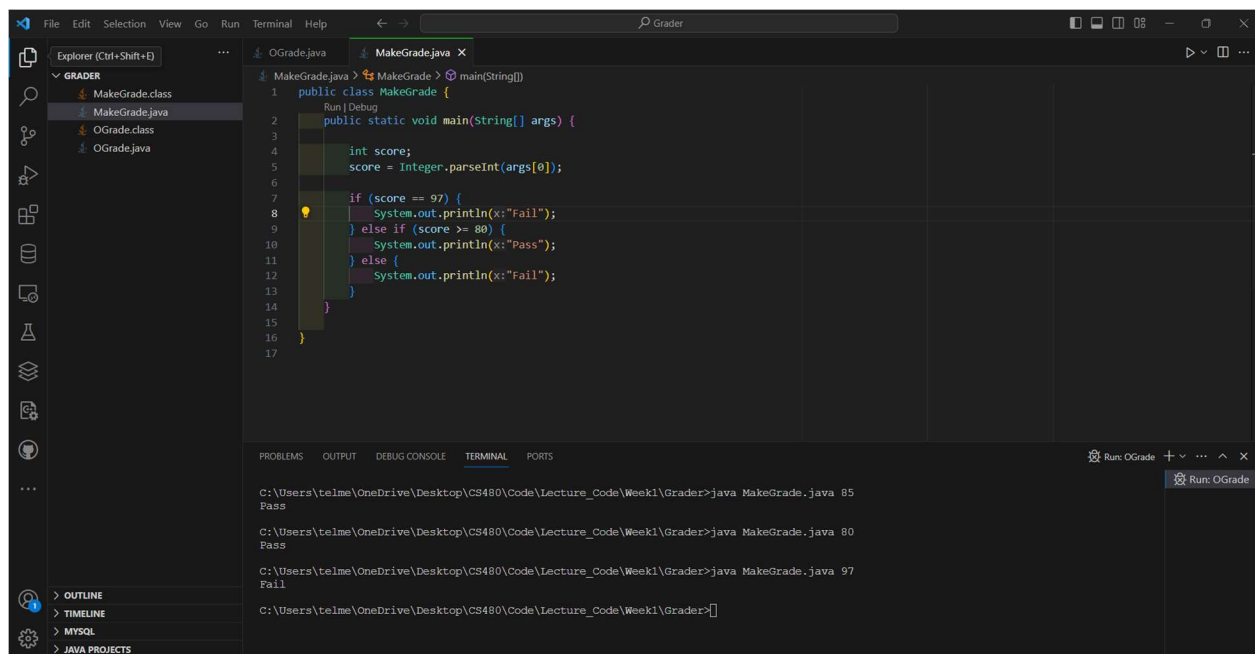 File Edit Selection View Go Run Terminal Help Grader
Explorer (Ctrl+Shift+E) ...
GRADER
MakeGrade.class
MakeGrade.java
OGrade.class
OGrade.java
OUTLINE
TIMELINE
MYSQL
JAVA PROJECTS
1
OGrade.java MakeGrade.java
MakeGrade.java > MakeGrade > main(String[])
1 public class MakeGrade {
Run | Debug
2 public static void main(String[] args) {
3
4 int score;
5 score = Integer.parseInt(args[0]);
6
7 if (score == 97) {
8 System.out.println(x:"Fail");
9 } else if (score >= 80) {
10 System.out.println(x:"Pass");
11 } else {
12 System.out.println(x:"Fail");
13 }
14 }
15
16 }
17
PROBLEMS OUTPUT DEBUG CONSOLE TERMINAL PORTS Run: OGrade
Run: OGrade
C:\Users\telme\OneDrive\Desktop\CS480\Code\Lecture_Code\Week1\Grader>java MakeGrade.java 85
Pass
C:\Users\telme\OneDrive\Desktop\CS480\Code\Lecture_Code\Week1\Grader>java MakeGrade.java 80
Pass
C:\Users\telme\OneDrive\Desktop\CS480\Code\Lecture_Code\Week1\Grader>java MakeGrade.java 97
Fail
C:\Users\telme\OneDrive\Desktop\CS480\Code\Lecture_Code\Week1\Grader>